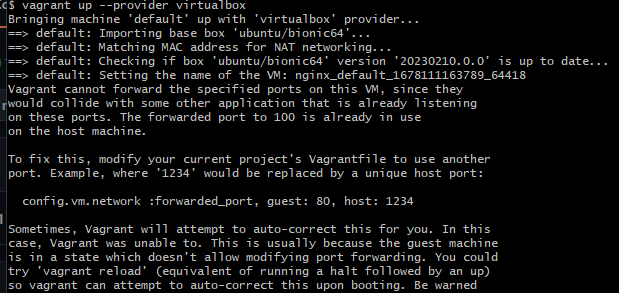 $ vagrant up --provider virtualbox
Bringing machine 'default' up with 'virtualbox' provider...
==> default: Importing base box 'ubuntu/bionic64'...
==> default: Matching MAC address for NAT networking...
==> default: Checking if box 'ubuntu/bionic64' version '20230210.0.0' is up to date...
==> default: Setting the name of the VM: nginx_default_1678111163789_64418
Vagrant cannot forward the specified ports on this VM, since they
would collide with some other application that is already listening
on these ports. The forwarded port to 100 is already in use
on the host machine.

To fix this, modify your current project's Vagrantfile to use another
port. Example, where '1234' would be replaced by a unique host port:

  config.vm.network :forwarded_port, guest: 80, host: 1234

Sometimes, Vagrant will attempt to auto-correct this for you. In this
case, Vagrant was unable to. This is usually because the guest machine
is in a state which doesn't allow modifying port forwarding. You could
try 'vagrant reload' (equivalent of running a halt followed by an up)
so vagrant can attempt to auto-correct this upon booting. Be warned